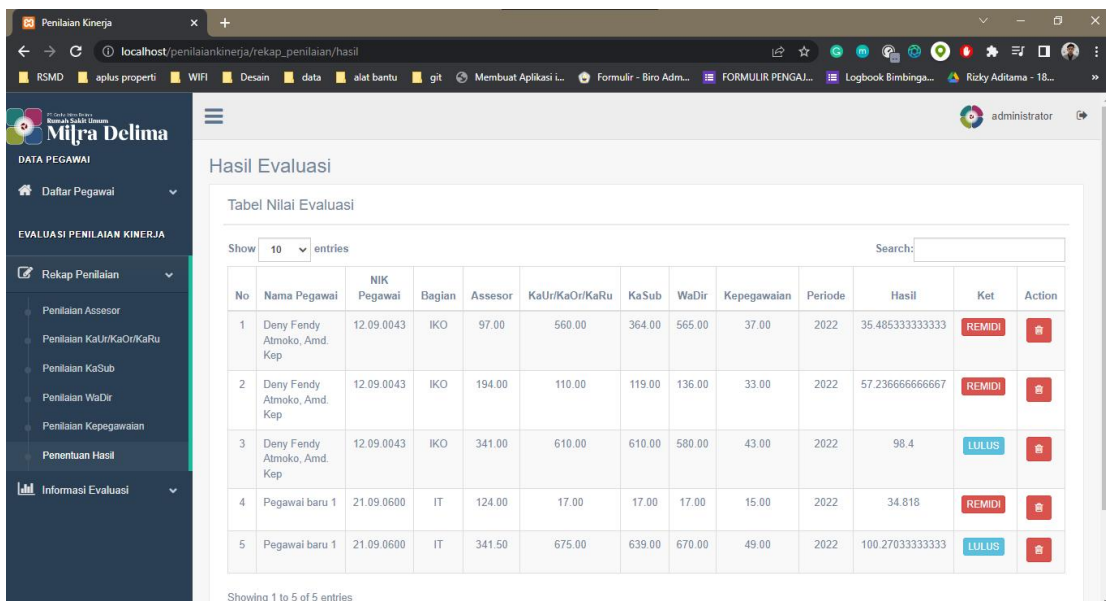 Penilaian Kinerja
localhost/penilaiankinerja/rekap_penilaian/hasil
RSMD aplus properti WIFI Desain data alat bantu git Membuat Aplikasi i... Formulir - Biro Adm... FORMULIR PENGAJ... Logbook Bimbinga... Rizky Aditama - 18... »
Rumah Sakit Umum
Mitra Delima
administrator
DATA PEGAWAI
Daftar Pegawai
EVALUASI PENILAIAN KINERJA
Rekap Penilaian
Penilaian Assesor
Penilaian KaUr/KaOr/KaRu
Penilaian KaSub
Penilaian WaDir
Penilaian Kepegawaian
Penentuan Hasil
Informasi Evaluasi
Hasil Evaluasi
Tabel Nilai Evaluasi
Show 10 entries Search:
No Nama Pegawai NIK Pegawai Bagian Assesor KaUr/KaOr/KaRu KaSub WaDir Kepegawaian Periode Hasil Ket Action
1 Deny Fendy Atmoko, Amd. Kep 12.09.0043 IKO 97.00 560.00 364.00 565.00 37.00 2022 35.485333333333 REMIDI
2 Deny Fendy Atmoko, Amd. Kep 12.09.0043 IKO 194.00 110.00 119.00 136.00 33.00 2022 57.236666666667 REMIDI
3 Deny Fendy Atmoko, Amd. Kep 12.09.0043 IKO 341.00 610.00 610.00 580.00 43.00 2022 98.4 LULUS
4 Pegawai baru 1 21.09.0600 IT 124.00 17.00 17.00 17.00 15.00 2022 34.818 REMIDI
5 Pegawai baru 1 21.09.0600 IT 341.50 675.00 639.00 670.00 49.00 2022 100.27033333333 LULUS
Showing 1 to 5 of 5 entries